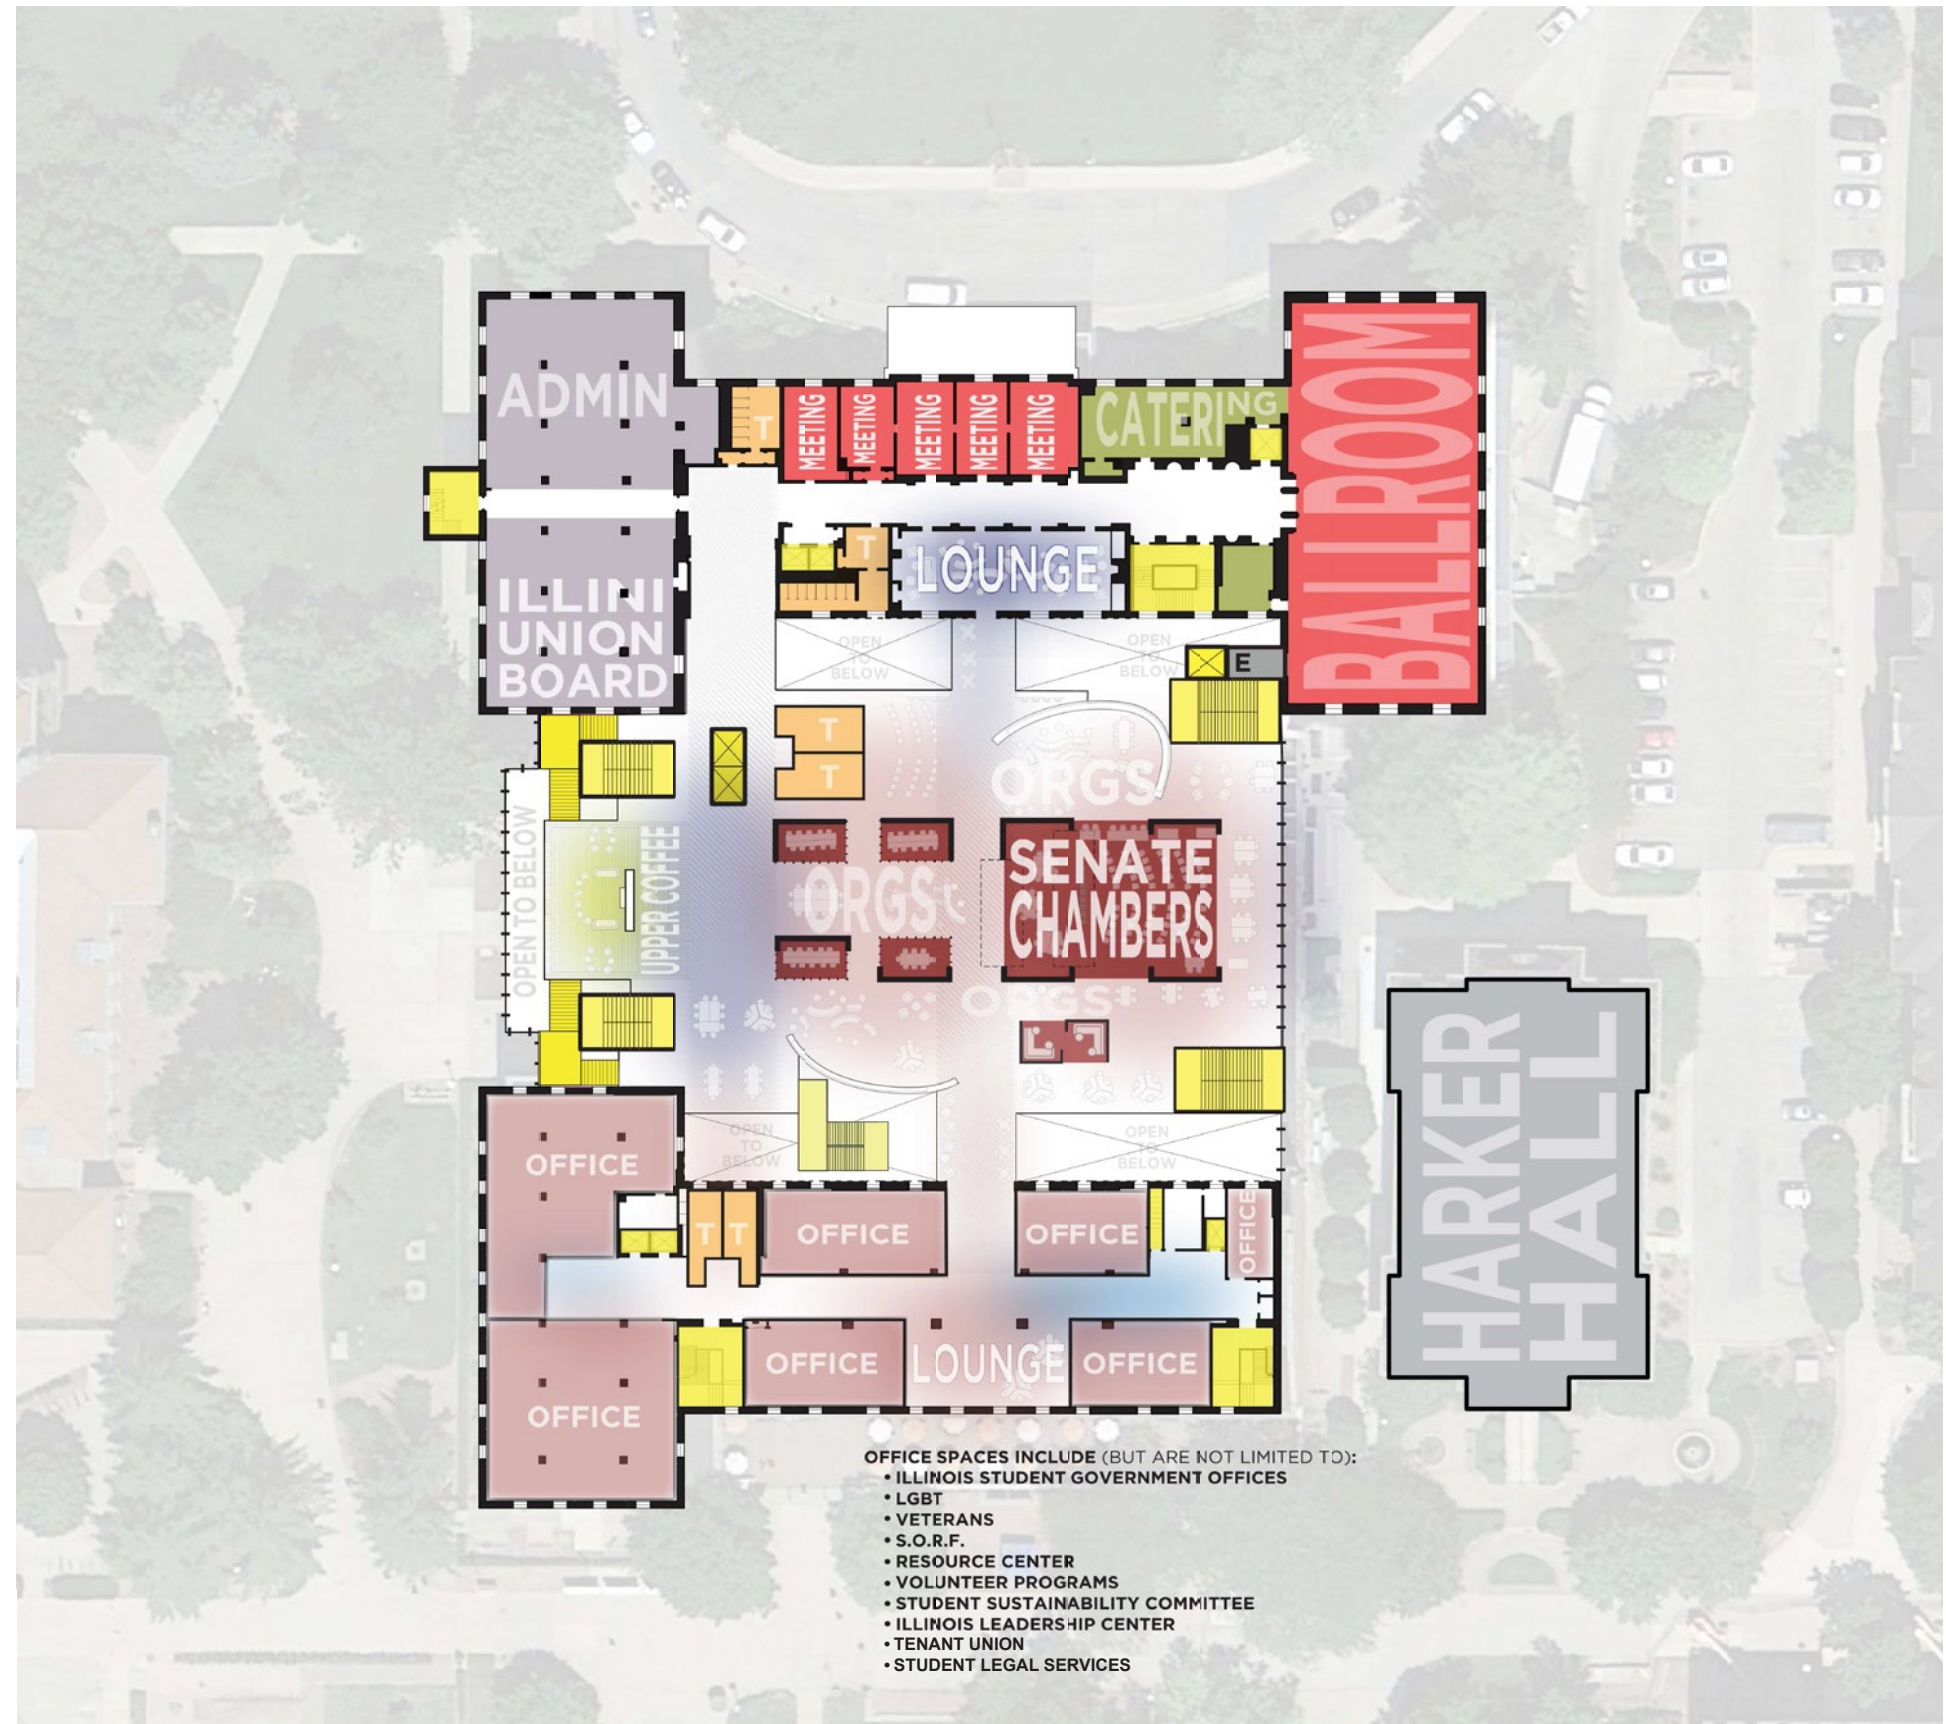 ADMIN
ILLINI
UNION
BOARD
T
MEETING
MEETING
MEETING
MEETING
MEETING
CATERING
BALLROOM
T
LOUNGE
OPEN
TO
BELOW
OPEN
TO
BELOW
E
T
T
ORGS
OPEN TO BELOW
UPPER COFFEE
ORGS
SENATE
CHAMBERS
ORGS
HARKER
HALL
OPEN
TO
BELOW
OPEN
TO
BELOW
OFFICE
T
T
OFFICE
OFFICE
OFFICE
OFFICE
OFFICE
LOUNGE
OFFICE
OFFICE SPACES INCLUDE (BUT ARE NOT LIMITED TO):
• ILLINOIS STUDENT GOVERNMENT OFFICES
• LGBT
• VETERANS
• S.O.R.F.
• RESOURCE CENTER
• VOLUNTEER PROGRAMS
• STUDENT SUSTAINABILITY COMMITTEE
• ILLINOIS LEADERSHIP CENTER
• TENANT UNION
• STUDENT LEGAL SERVICES